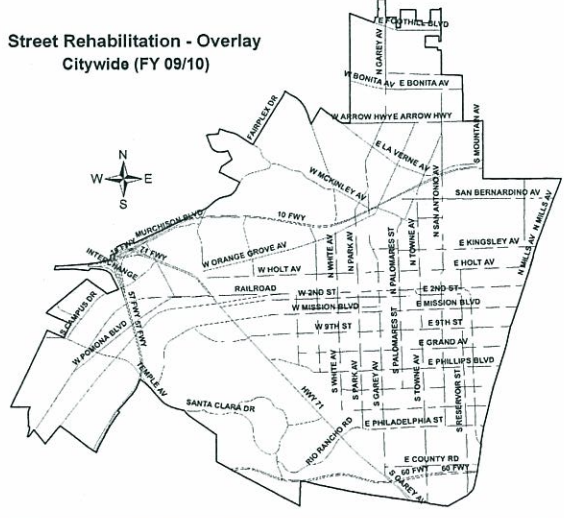 Street Rehabilitation - Overlay
Citywide (FY 09/10)
E FOOTHILL BLVD
N GAREY AV
W BONITA AV
E BONITA AV
W ARROW HWY
E ARROW HWY
FAIRPLEX DR
E LA VERNE AV
S MOUNTAIN AV
N
W
E
S
W MCKINLEY AV
N SAN ANTONIO AV
SAN BERNARDINO AV
MURCHISON BLVD
10 FWY
N MILLS AV
N MILLS AV
71 FWY
INTERCHANGE
W ORANGE GROVE AV
N WHITE AV
N PARK AV
N PALOMARES ST
N TOWNE AV
E KINGSLEY AV
W HOLT AV
E HOLT AV
RAILROAD
W 2ND ST
E 2ND ST
S CAMPUS DR
57 FWY
57 FWY
W MISSION BLVD
E MISSION BLVD
W 9TH ST
E 9TH ST
W POMONA BLVD
S PALOMARES ST
E GRAND AV
E PHILLIPS BLVD
TEMPLE AV
S WHITE AV
S PARK AV
S GAREY AV
S TOWNE AV
S RESERVOIR ST
HWY 71
SANTA CLARA DR
RIO RANCHO RD
E PHILADELPHIA ST
E COUNTY RD
60 FWY
60 FWY
S GAREY AV